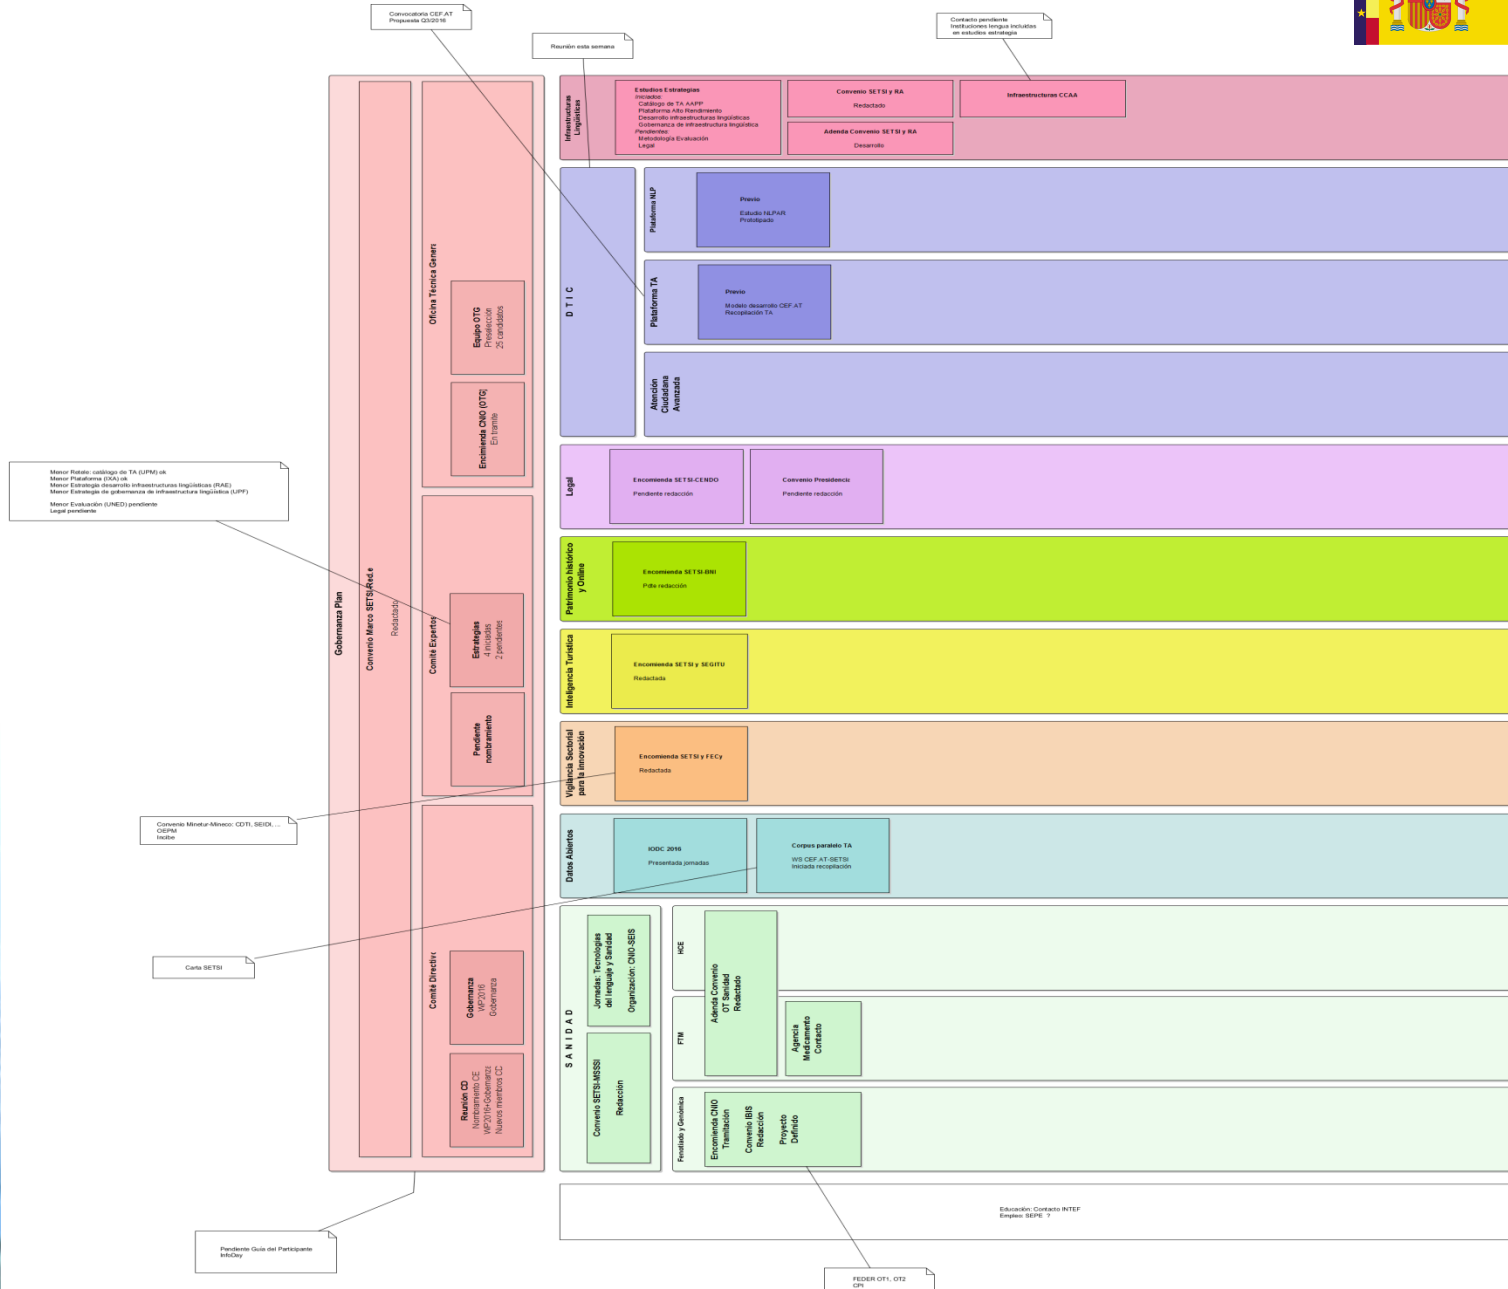 Convocatoria CEF.AT
Propuesta Q3/2016
Reunión esta semana
Contacto pendiente
Instituciones lengua incluidas
en estudios estrategia
Gobernanza Plan
Convenio Marco SETSI-Red.e
Redactado
Oficina Técnica Genera
Equipo OTG
Preselección
25 candidatos
Encimienda CNIO (OTG)
En tramite
Comité Expertos
Estrategias
4 iniciadas
2 pendientes
Pendiente
nombramiento
Comité Directivo
Gobernanza
WP2016
Gobernanza
Reunión CD
Nombramiento CE
WP2016+Gobernanza
Nuevos miembros CC
Infraestructuras
Lingüísticas
Estudios Estrategias
Iniciados:
Catálogo de TA AAPP
Plataforma Alto Rendimiento
Desarrollo infraestructuras lingüísticas
Gobernanza de infraestructura lingüística
Pendientes:
Metodología Evaluación
Legal
Convenio SETSI y RA
Redactado
Adenda Convenio SETSI y RA
Desarrollo
Infraestructuras CCAA
D T I C
Plataforma NLP
Previo
Estudio NLPAR
Prototipado
Plataforma TA
Previo
Modelo desarrollo CEF AT
Recopilación TA
Atención
Ciudadana
Avanzada
Legal
Encomienda SETSI-CENDO
Pendiente redacción
Convenio Presidencic
Pendiente redacción
Patrimonio histórico
y Online
Encomienda SETSI-BNI
Pdte redacción
Inteligencia Turística
Encomienda SETSI y SEGITU
Redactada
Vigilancia Sectorial
para la innovación
Encomienda SETSI y FECy
Redactada
Datos Abiertos
IODC 2016
Presentada jornadas
Corpus paralelo TA
WS CEF.AT-SETSI
Iniciada recopilación
S A N I D A D
Jornadas: Tecnologías
del lenguaje y Sanidad
Organización: CNIO-SEIS
Convenio SETSI-MSSSI
Redacción
HCE
FTM
Adenda Convenio
OT Sanidad
Redactado
Agencia
Medicamento
Contacto
Fenotiado y Genómica
Encomienda CNIO
Tramitación
Convenio IBIS
Redacción
Proyecto
Definido
Menor Retele: catálogo de TA (UPM) ok
Menor Plataforma (IXA) ok
Menor Estrategia desarrollo infraestructuras lingüísticas (RAE)
Menor Estrategia de gobernanza de infraestructura lingüística (UPF)
Menor Evaluación (UNED) pendiente
Legal pendiente
Convenio Minetur-Mineco: CDTI, SEIDI, ...
OEPM
Incibe
Carta SETSI
Pendiente Guía del Participante
InfoDay
Educación: Contacto INTEF
Empleo: SEPE ?
FEDER OT1, OT2
CPI